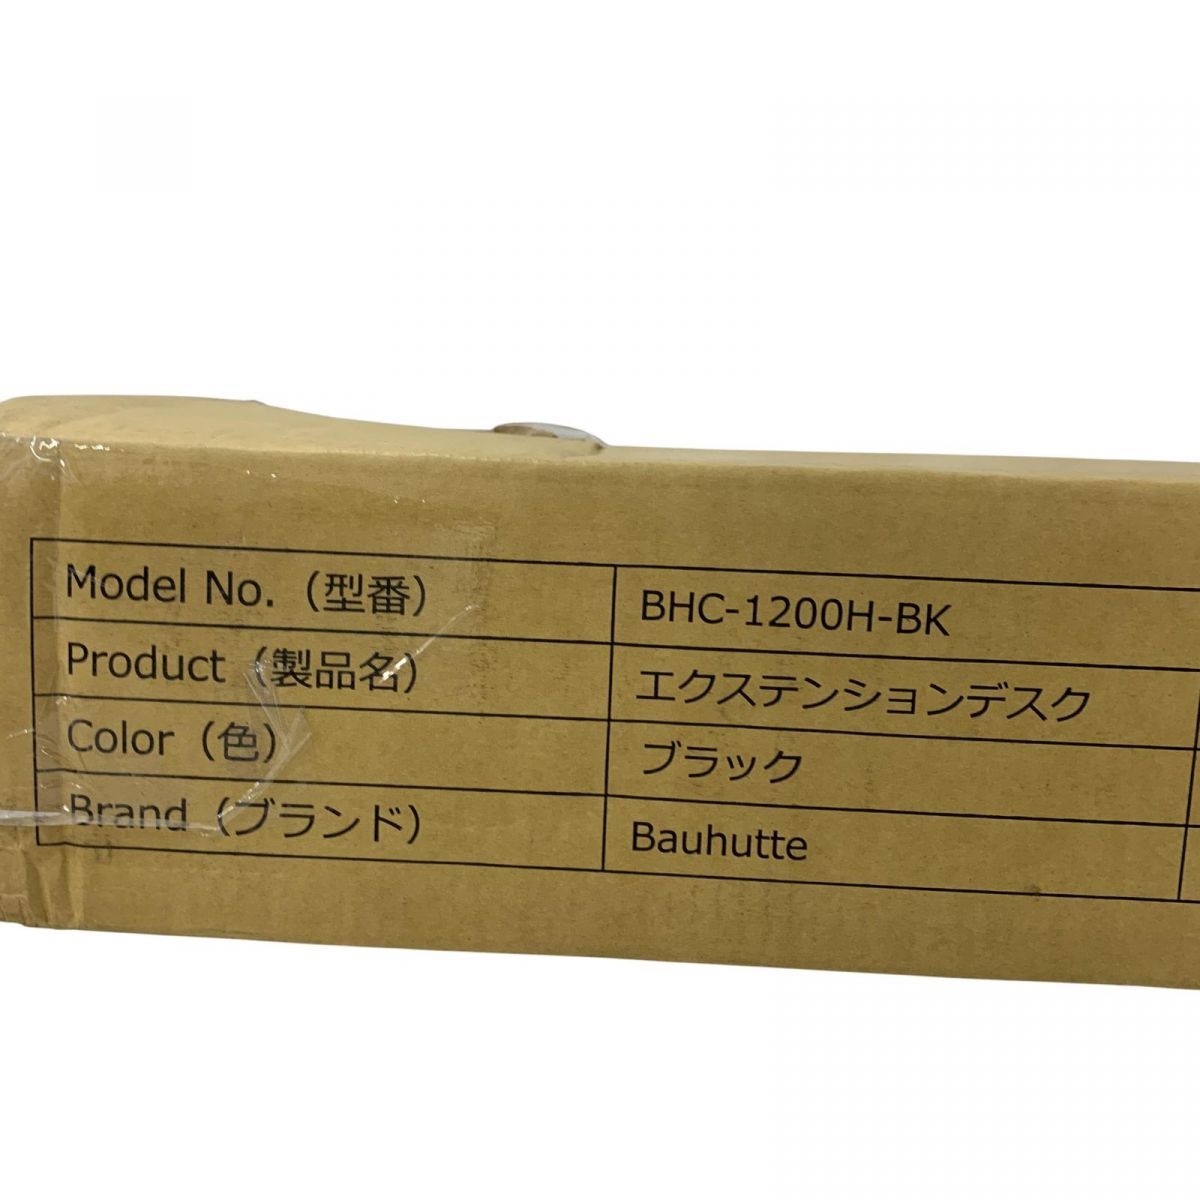 Model No.（型番） BHC-1200H-BK
Product（製品名） エクステンションデスク
Color（色） ブラック
Brand（ブランド） Bauhutte